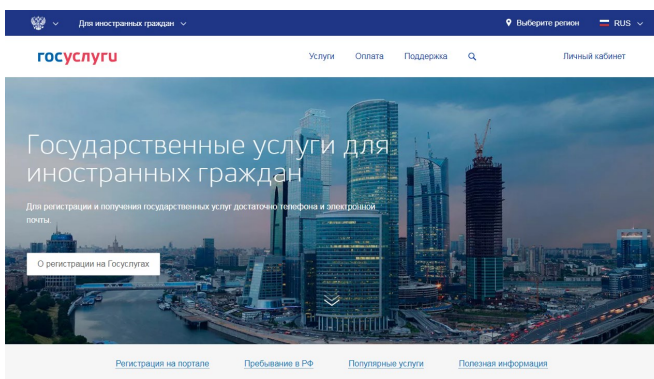 Для иностранных граждан
Выберите регион
RUS
госуслуги
Услуги
Оплата
Поддержка
Личный кабинет
Государственные услуги для
иностранных граждан
Для регистрации и получения государственных услуг достаточно телефона и электронной
почты.
О регистрации на Госуслугах
Регистрация на портале
Пребывание в РФ
Популярные услуги
Полезная информация